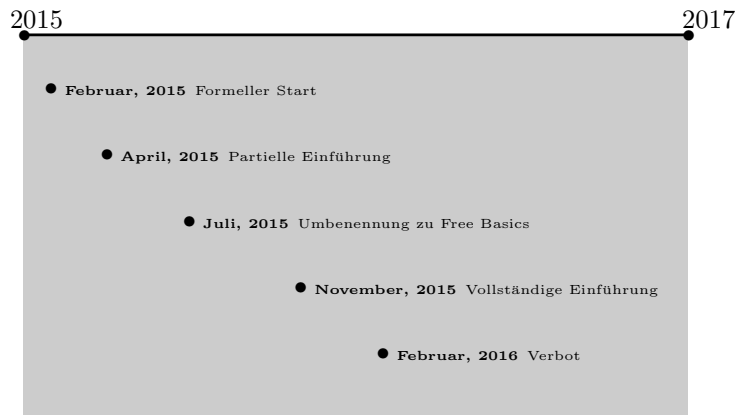 2015 2017
Februar, 2015 Formeller Start
April, 2015 Partielle Einführung
Juli, 2015 Umbenennung zu Free Basics
November, 2015 Vollständige Einführung
Februar, 2016 Verbot